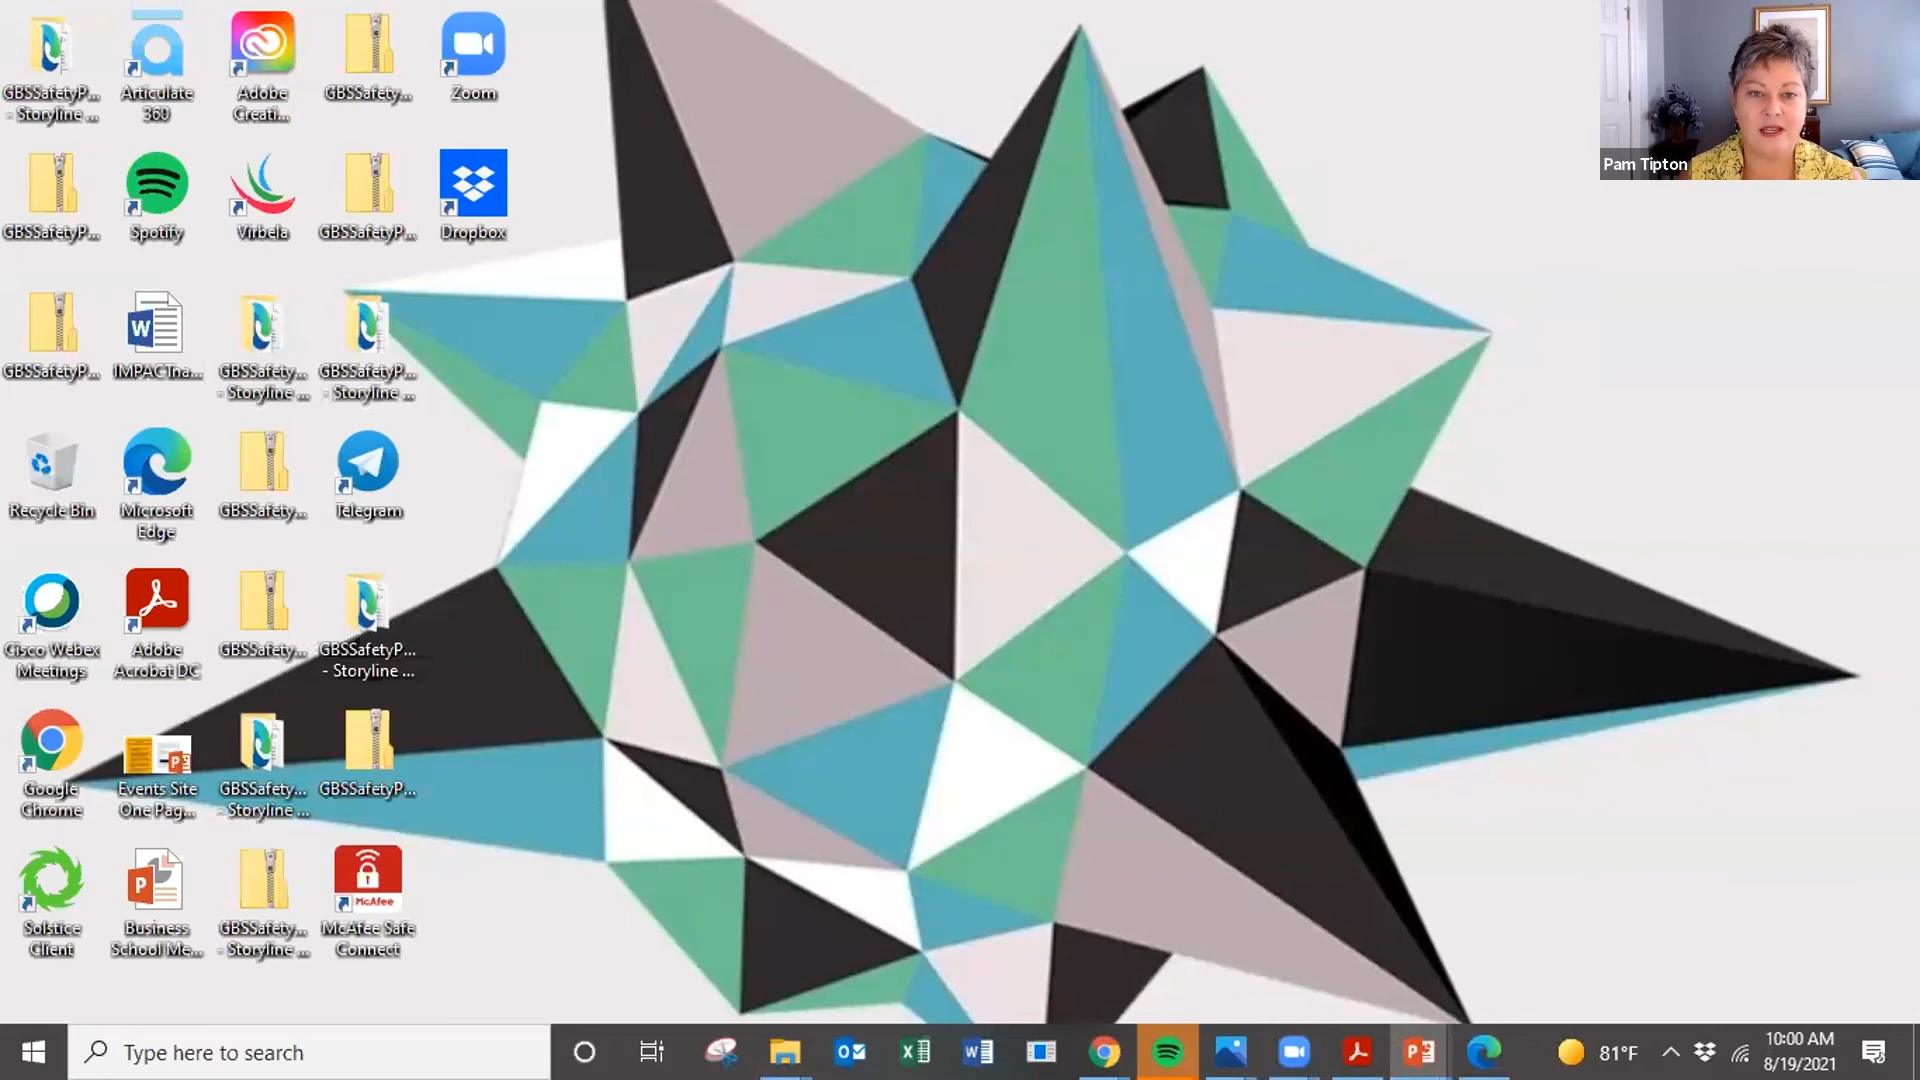 GBSSafetyP...
- Storyline ...
Articulate
360
Adobe
Creati...
GBSSafety...
Zoom
Pam Tipton
GBSSafetyP...
Spotify
Virbela
GBSSafetyP...
Dropbox
GBSSafetyP...
IMPACTna...
GBSSafety...
- Storyline ...
GBSSafetyP...
- Storyline ...
Recycle Bin
Microsoft
Edge
GBSSafety...
Telegram
Cisco Webex
Meetings
Adobe
Acrobat DC
GBSSafety...
GBSSafetyP...
- Storyline ...
Google
Chrome
Events Site
One Pag...
GBSSafety...
- Storyline ...
GBSSafetyP...
McAfee
Solstice
Client
Business
School Me...
GBSSafety...
- Storyline ...
McAfee Safe
Connect
Type here to search
81°F
10:00 AM
8/19/2021